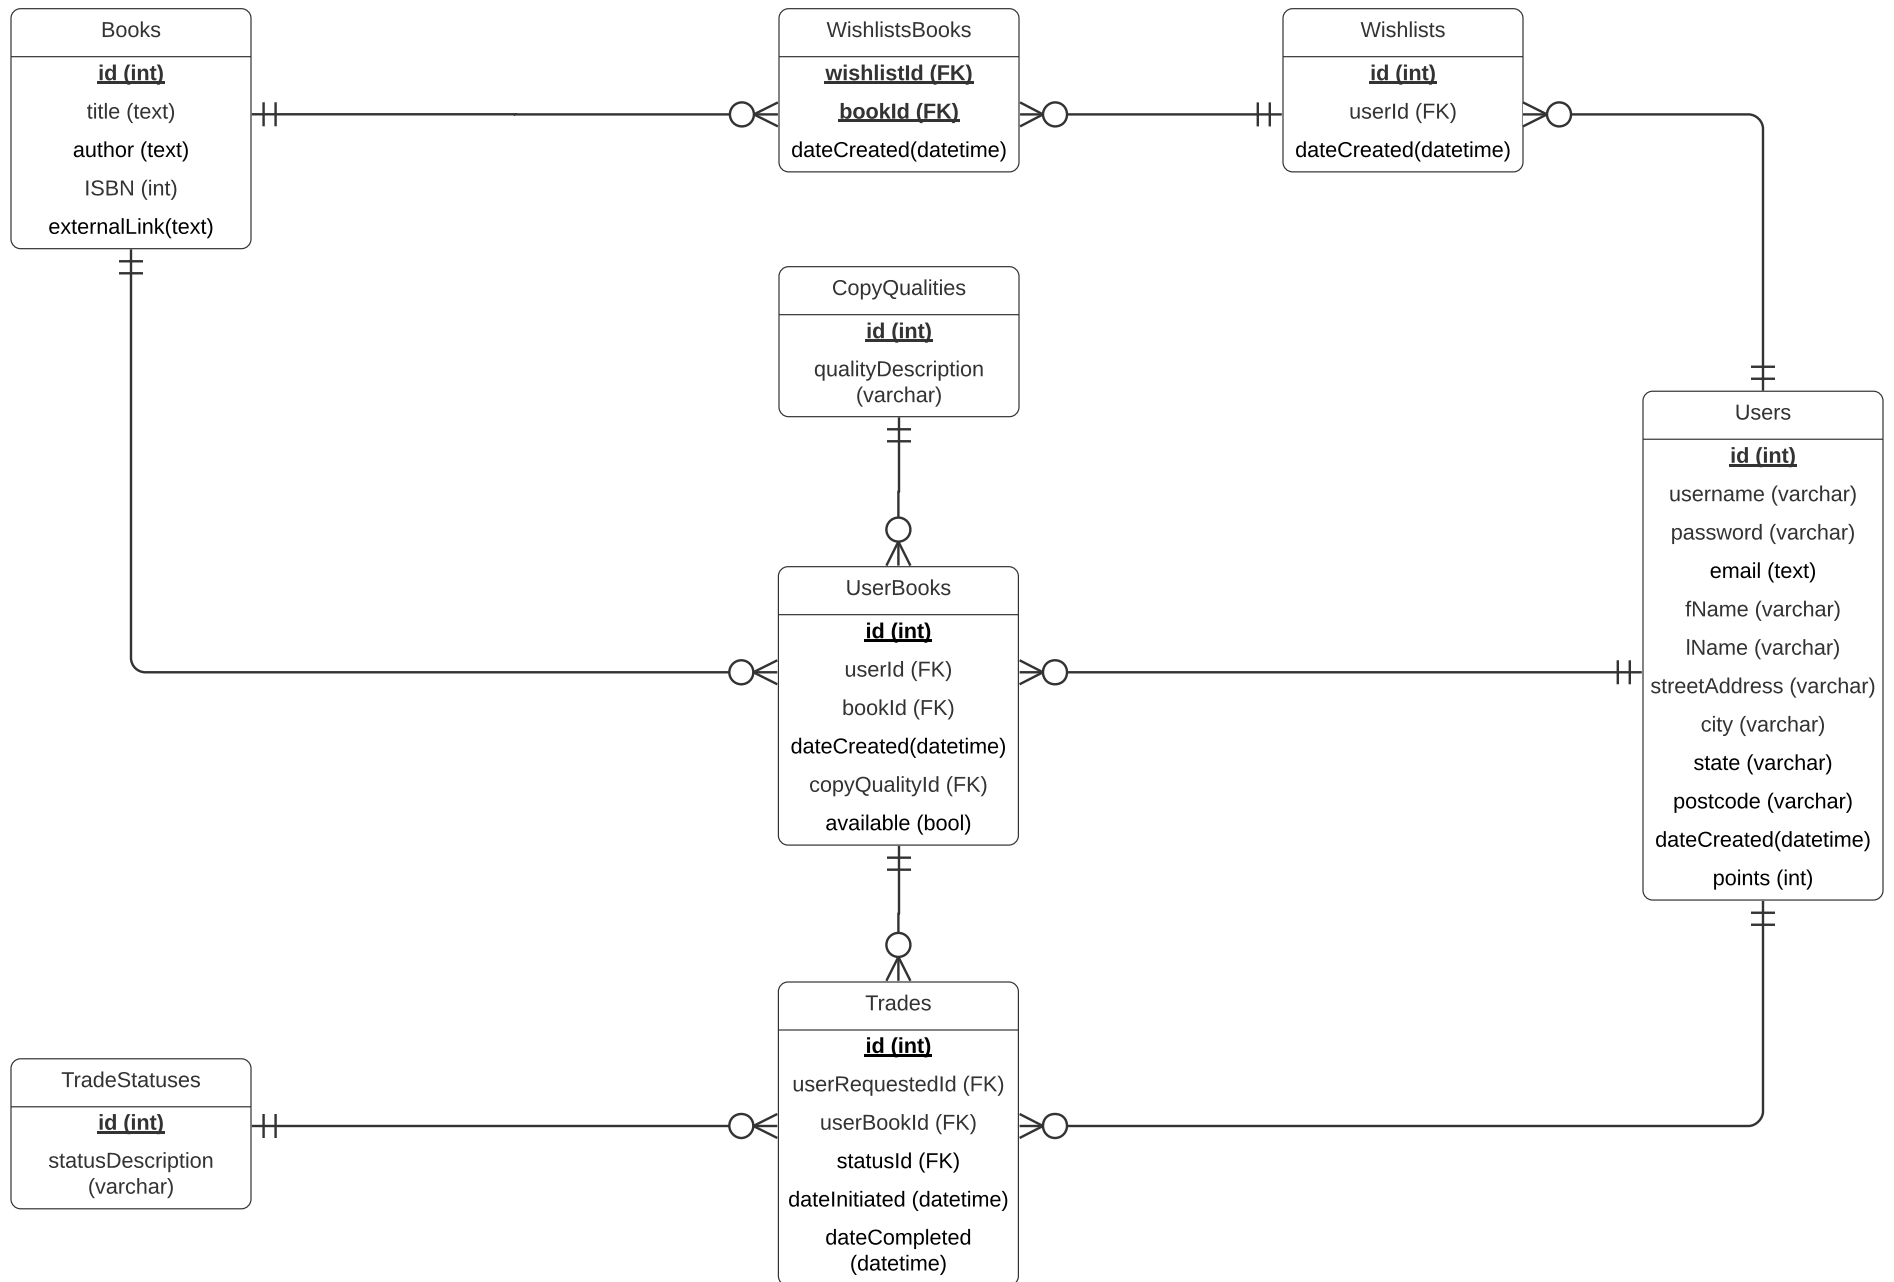 Books
id (int)
title (text)
author (text)
ISBN (int)
externalLink(text)
WishlistsBooks
wishlistId (FK)
bookId (FK)
dateCreated(datetime)
Wishlists
id (int)
userId (FK)
dateCreated(datetime)
CopyQualities
id (int)
qualityDescription
(varchar)
Users
id (int)
username (varchar)
password (varchar)
email (text)
fName (varchar)
lName (varchar)
streetAddress (varchar)
city (varchar)
state (varchar)
postcode (varchar)
dateCreated(datetime)
points (int)
UserBooks
id (int)
userId (FK)
bookId (FK)
dateCreated(datetime)
copyQualityId (FK)
available (bool)
TradeStatuses
id (int)
statusDescription
(varchar)
Trades
id (int)
userRequestedId (FK)
userBookId (FK)
statusId (FK)
dateInitiated (datetime)
dateCompleted
(datetime)